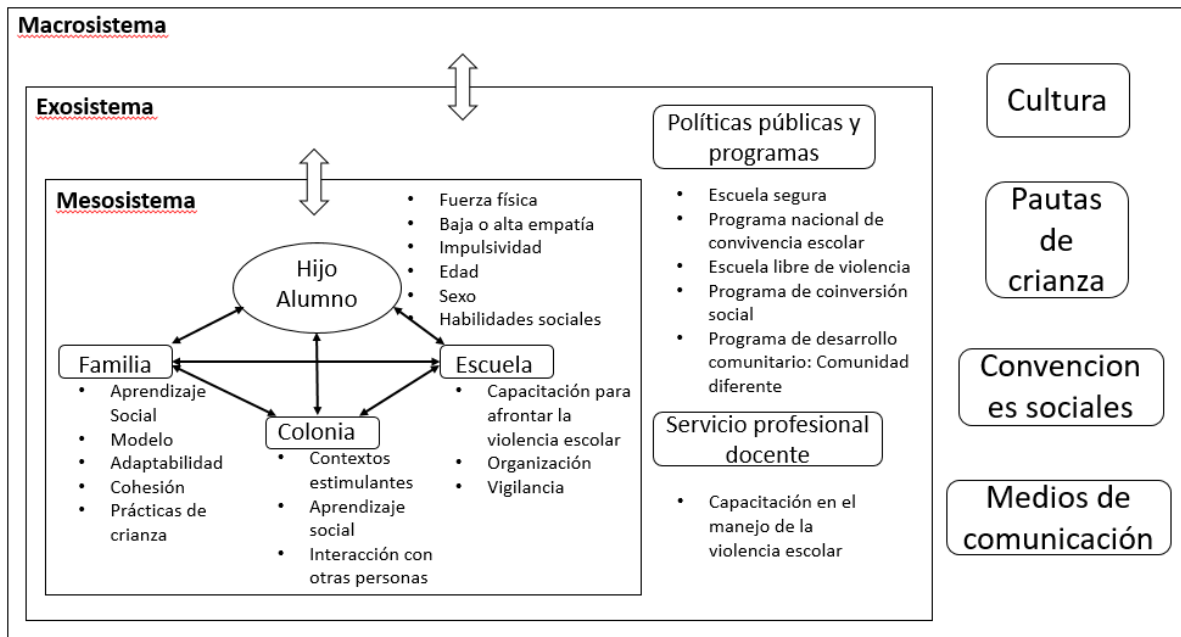 Macrosistema
Exosistema
Mesosistema
Hijo
Alumno
• Fuerza física
• Baja o alta empatía
• Impulsividad
• Edad
• Sexo
• Habilidades sociales
Familia
• Aprendizaje
Social
• Modelo
• Adaptabilidad
• Cohesión
• Prácticas de
crianza
Colonia
• Contextos
estimulantes
• Aprendizaje
social
• Interacción con
otras personas
Escuela
• Capacitación para
afrontar la
violencia escolar
• Organización
• Vigilancia
Políticas públicas y
programas
• Escuela segura
• Programa nacional de
convivencia escolar
• Escuela libre de violencia
• Programa de coinversión
social
• Programa de desarrollo
comunitario: Comunidad
diferente
Servicio profesional
docente
• Capacitación en el
manejo de la
violencia escolar
Cultura
Pautas
de
crianza
Convencion
es sociales
Medios de
comunicación